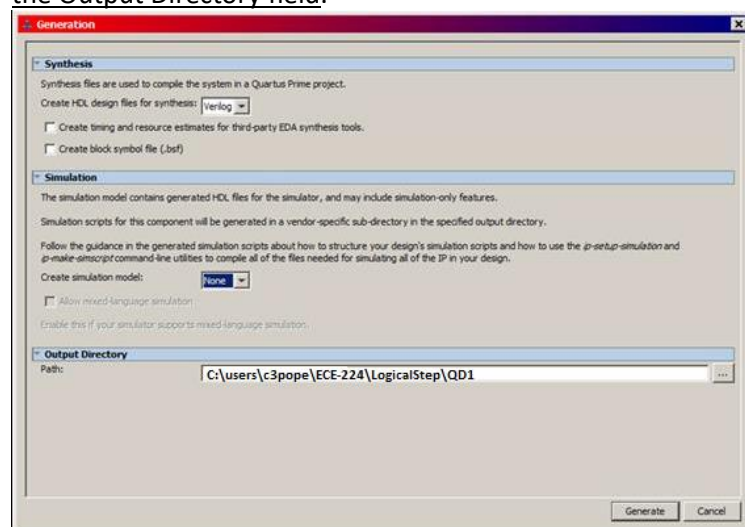 the Output Directory field.
Generation
Synthesis
Synthesis files are used to compile the system in a Quartus Prime project.
Create HDL design files for synthesis: Verilog
Create timing and resource estimates for third-party EDA synthesis tools.
Create block symbol file (.bsf)
Simulation
The simulation model contains generated HDL files for the simulator, and may include simulation-only features.
Simulation scripts for this component will be generated in a vendor-specific sub-directory in the specified output directory.
Follow the guidance in the generated simulation scripts about how to structure your design's simulation scripts and how to use the ip-setup-simulation and
ip-make-simscript command-line utilities to compile all of the files needed for simulating all of the IP in your design.
Create simulation model: None
Allow mixed-language simulation
Enable this if your simulator supports mixed-language simulation.
Output Directory
Path: C:\users\c3pope\ECE-224\LogicalStep\QD1 ...
Generate Cancel